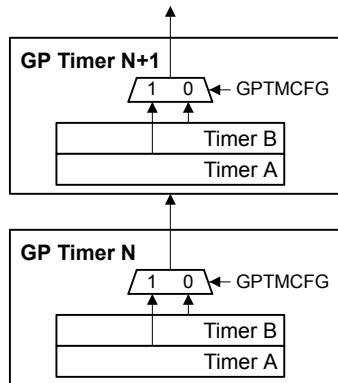 GP Timer N+1
1 0 GPTMCFG
Timer B
Timer A
GP Timer N
1 0 GPTMCFG
Timer B
Timer A